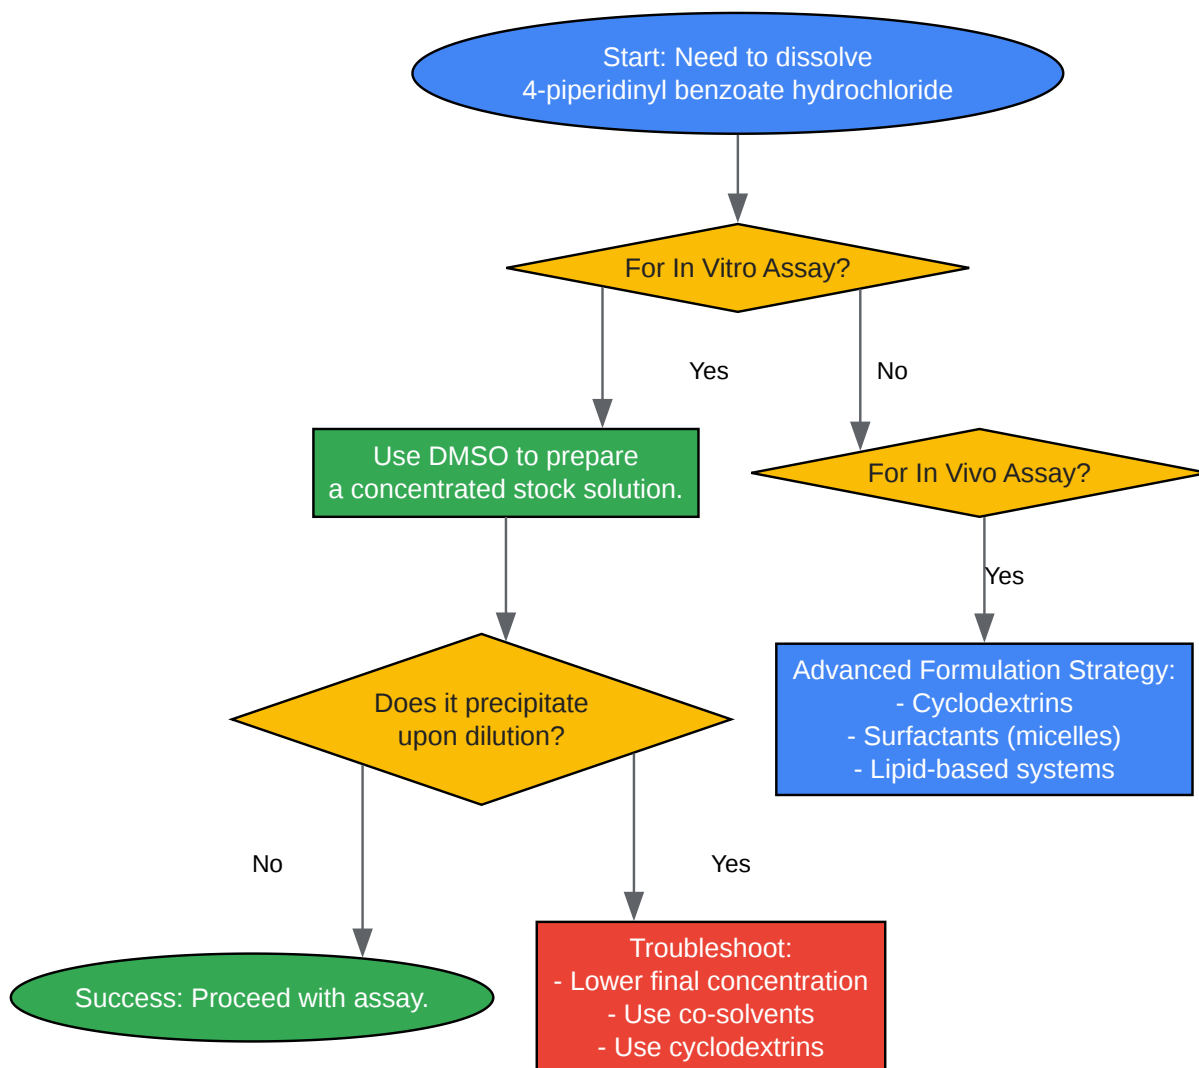 Start: Need to dissolve
4-piperidinyl benzoate hydrochloride
For In Vitro Assay?
Yes
No
Use DMSO to prepare
a concentrated stock solution.
For In Vivo Assay?
Yes
Advanced Formulation Strategy:
- Cyclodextrins
- Surfactants (micelles)
- Lipid-based systems
Does it precipitate
upon dilution?
No
Yes
Success: Proceed with assay.
Troubleshoot:
- Lower final concentration
- Use co-solvents
- Use cyclodextrins